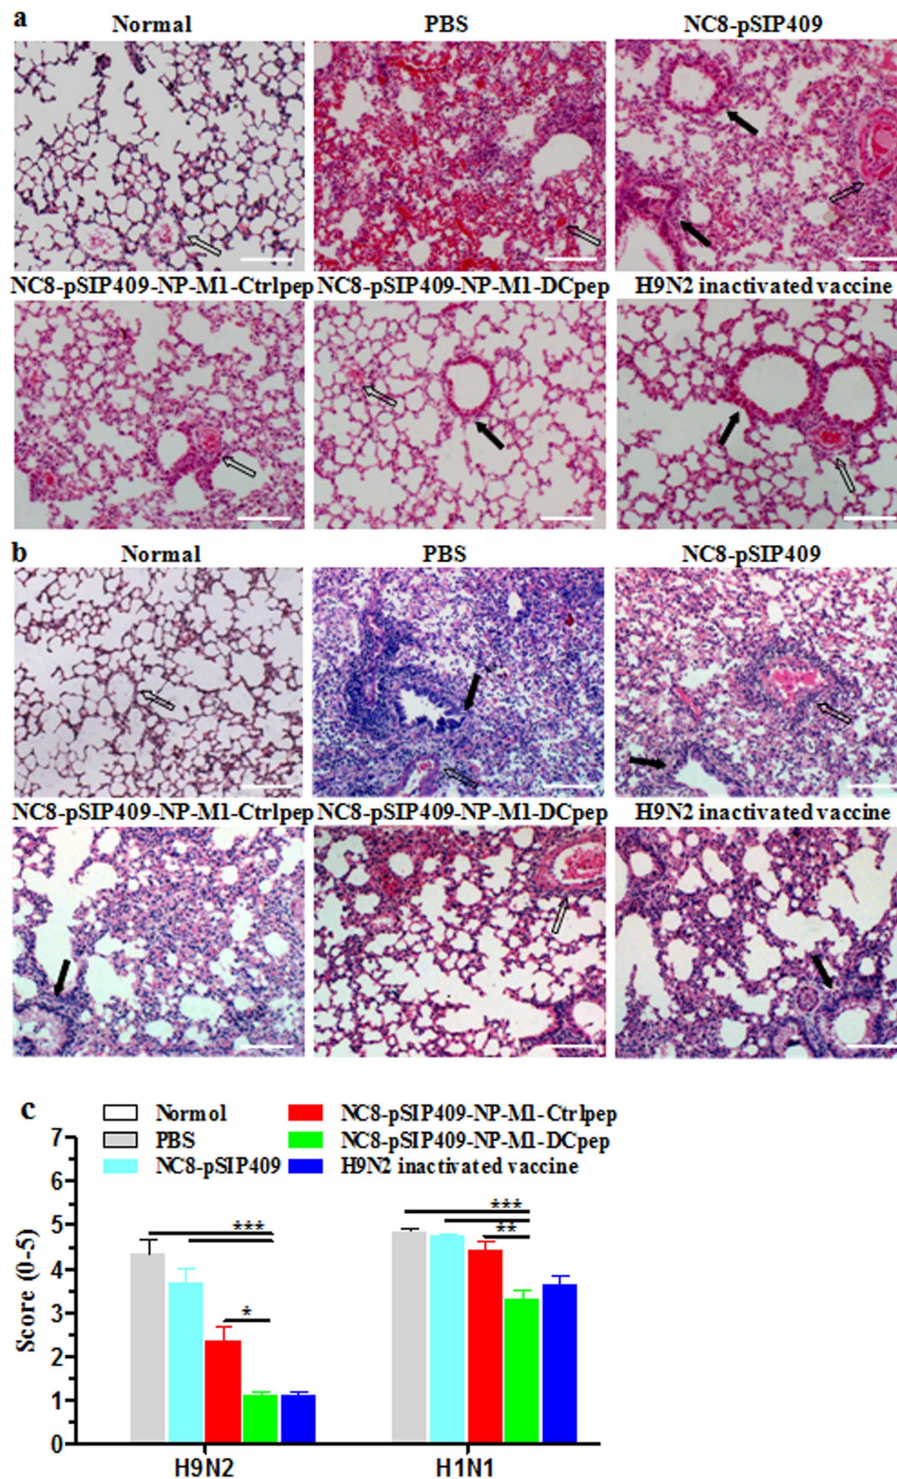 a
Normal PBS NC8-pSIP409
NC8-pSIP409-NP-M1-Ctrlpep NC8-pSIP409-NP-M1-DCpep H9N2 inactivated vaccine
b
Normal PBS NC8-pSIP409
NC8-pSIP409-NP-M1-Ctrlpep NC8-pSIP409-NP-M1-DCpep H9N2 inactivated vaccine
c
Normol NC8-pSIP409-NP-M1-Ctrlpep
PBS NC8-pSIP409-NP-M1-DCpep
NC8-pSIP409 H9N2 inactivated vaccine
Score (0-5)
7
6
5
4
3
2
1
0
***
*
***
**
H9N2 H1N1